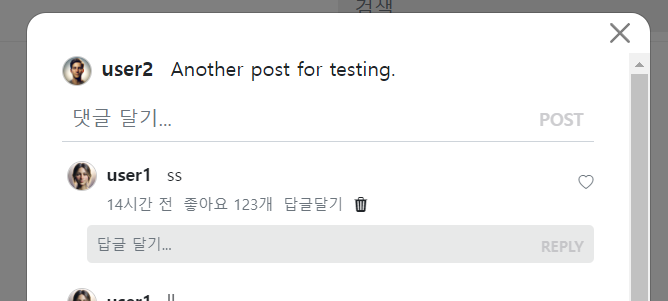 검색
user2 Another post for testing.
댓글 달기... POST
user1 ss
14시간 전 좋아요 123개 답글달기
답글 달기... REPLY
user1 ll